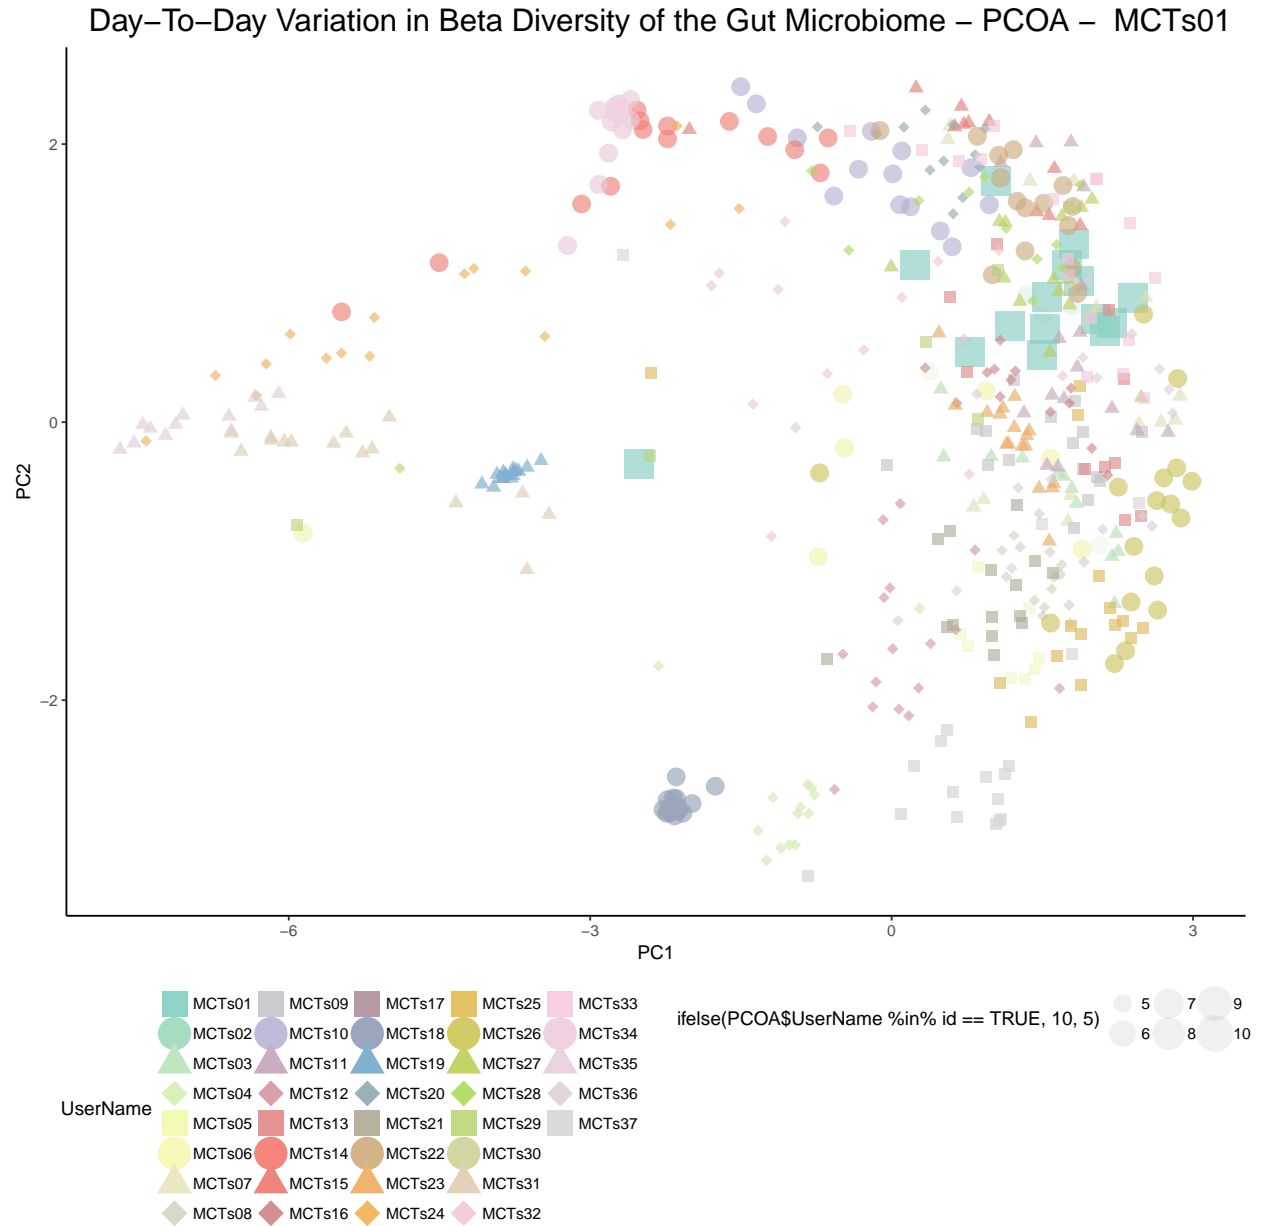 Day−To−Day Variation in Beta Diversity of the Gut Microbiome − PCOA − MCTs01
2
0
−2
PC2
−6
−3
0
3
PC1
UserName
MCTs01
MCTs02
MCTs03
MCTs04
MCTs05
MCTs06
MCTs07
MCTs08
MCTs09
MCTs10
MCTs11
MCTs12
MCTs13
MCTs14
MCTs15
MCTs16
MCTs17
MCTs18
MCTs19
MCTs20
MCTs21
MCTs22
MCTs23
MCTs24
MCTs25
MCTs26
MCTs27
MCTs28
MCTs29
MCTs30
MCTs31
MCTs32
MCTs33
MCTs34
MCTs35
MCTs36
MCTs37
ifelse(PCOA$UserName %in% id == TRUE, 10, 5)
5
6
7
8
9
10